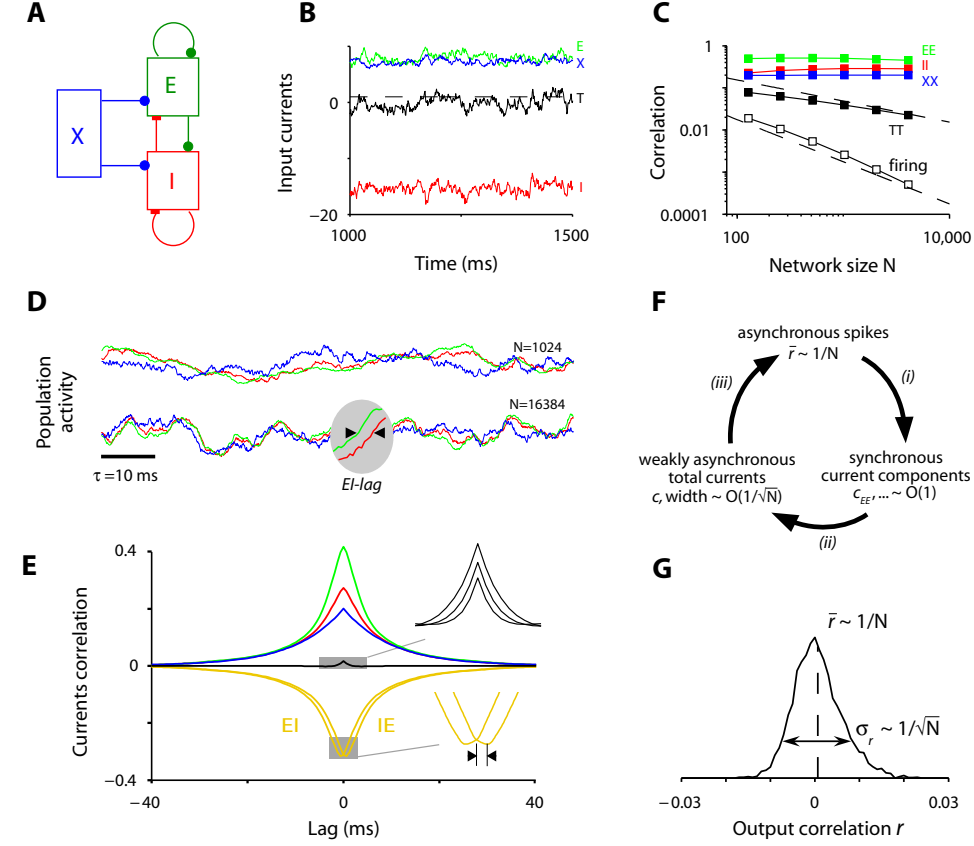 A
X
E
I
B
Input currents
0
−20
1000
1500
Time (ms)
E
X
T
I
C
Correlation
1
0.01
0.0001
100
10,000
Network size N
EE
II
XX
TT
firing
D
Population
activity
N=1024
N=16384
τ =10 ms
EI-lag
E
Currents correlation
0.4
0
−0.4
−40
0
40
Lag (ms)
EI
IE
F
asynchronous spikes
r̄ ~ 1/N
(i)
synchronous
current components
c_EE, ... ~ O(1)
(ii)
weakly asynchronous
total currents
c, width ~ O(1/√N)
(iii)
G
r̄ ~ 1/N
σ_r ~ 1/√N
−0.03
0
0.03
Output correlation r